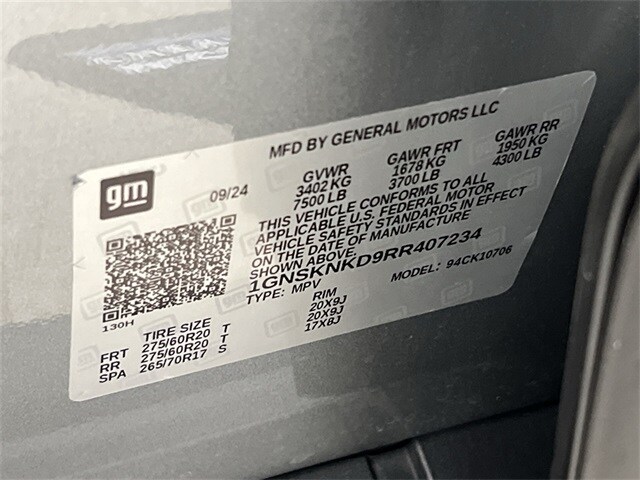 MFD BY GENERAL MOTORS LLC
gm
09/24
GVWR GAWR FRT GAWR RR
3402 KG 1678 KG 1950 KG
7500 LB 3700 LB 4300 LB
THIS VEHICLE CONFORMS TO ALL
APPLICABLE U.S. FEDERAL MOTOR
VEHICLE SAFETY STANDARDS IN EFFECT
ON THE DATE OF MANUFACTURE
SHOWN ABOVE.
1GNSKNKD9RR407234
TYPE: MPV MODEL: 94CK10706
130H
TIRE SIZE RIM
FRT 275/60R20 T 20X9J
RR 275/60R20 T 20X9J
SPA 265/70R17 S 17X8J